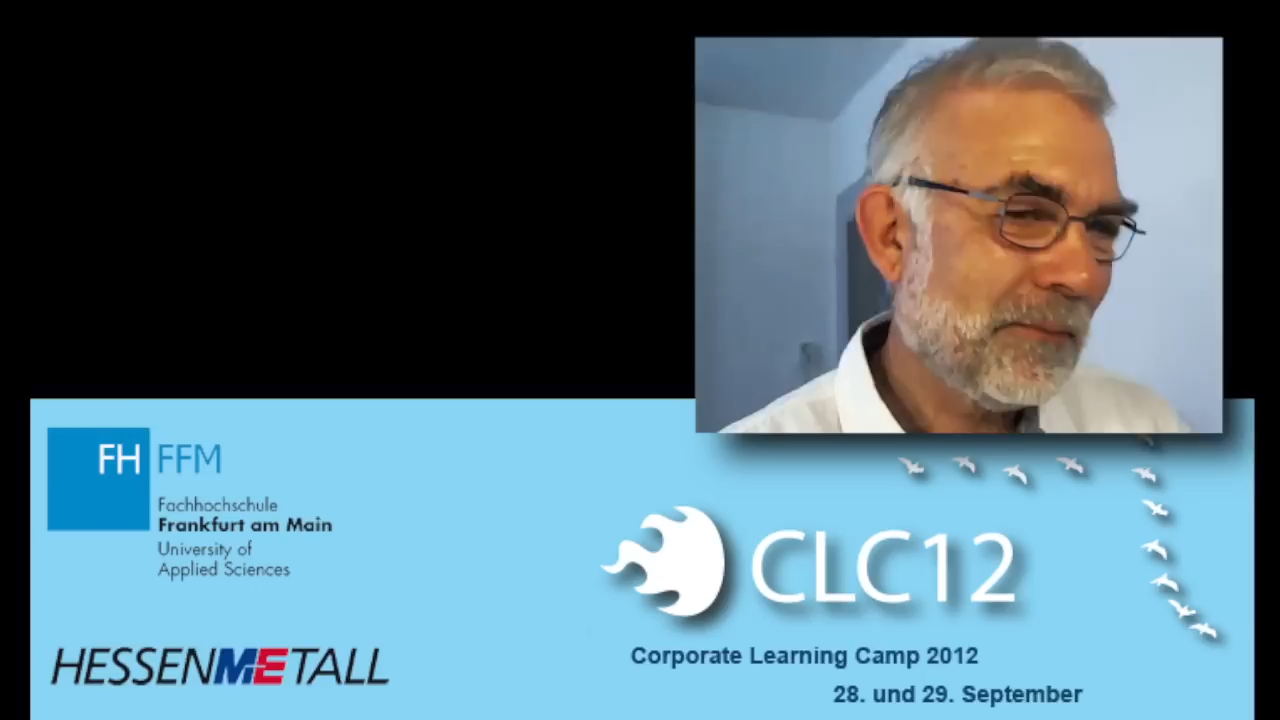 FH FFM
Fachhochschule
Frankfurt am Main
University of
Applied Sciences
CLC12
HESSENMETALL
Corporate Learning Camp 2012
28. und 29. September